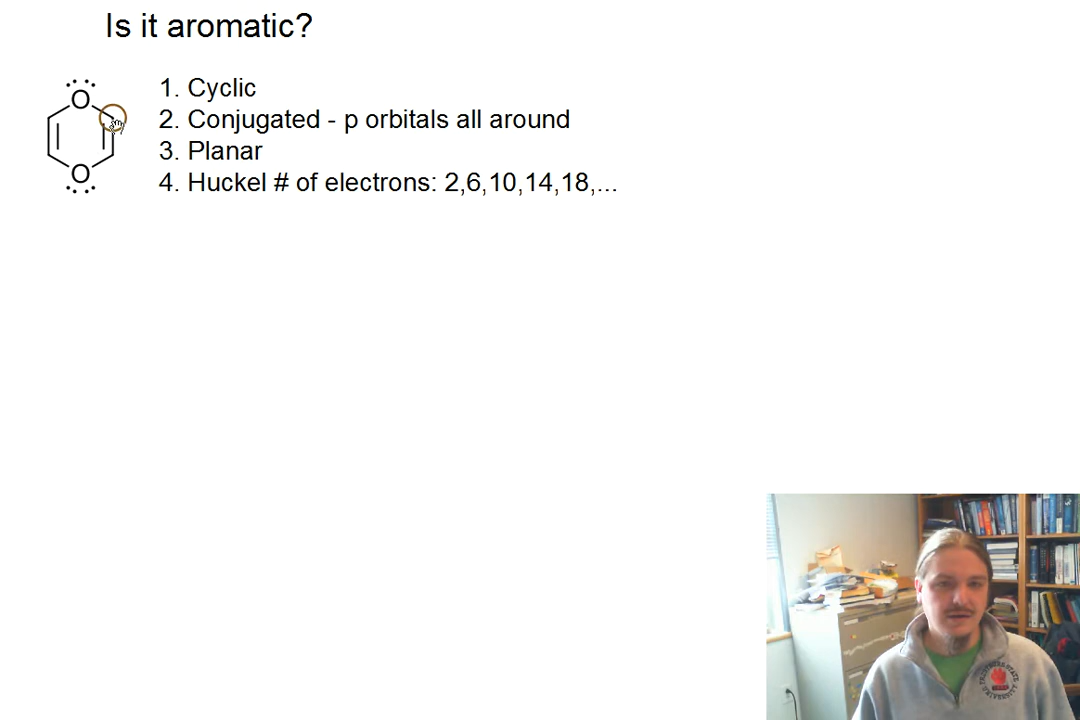 Is it aromatic?
O
O
1. Cyclic
2. Conjugated - p orbitals all around
3. Planar
4. Huckel # of electrons: 2,6,10,14,18,...